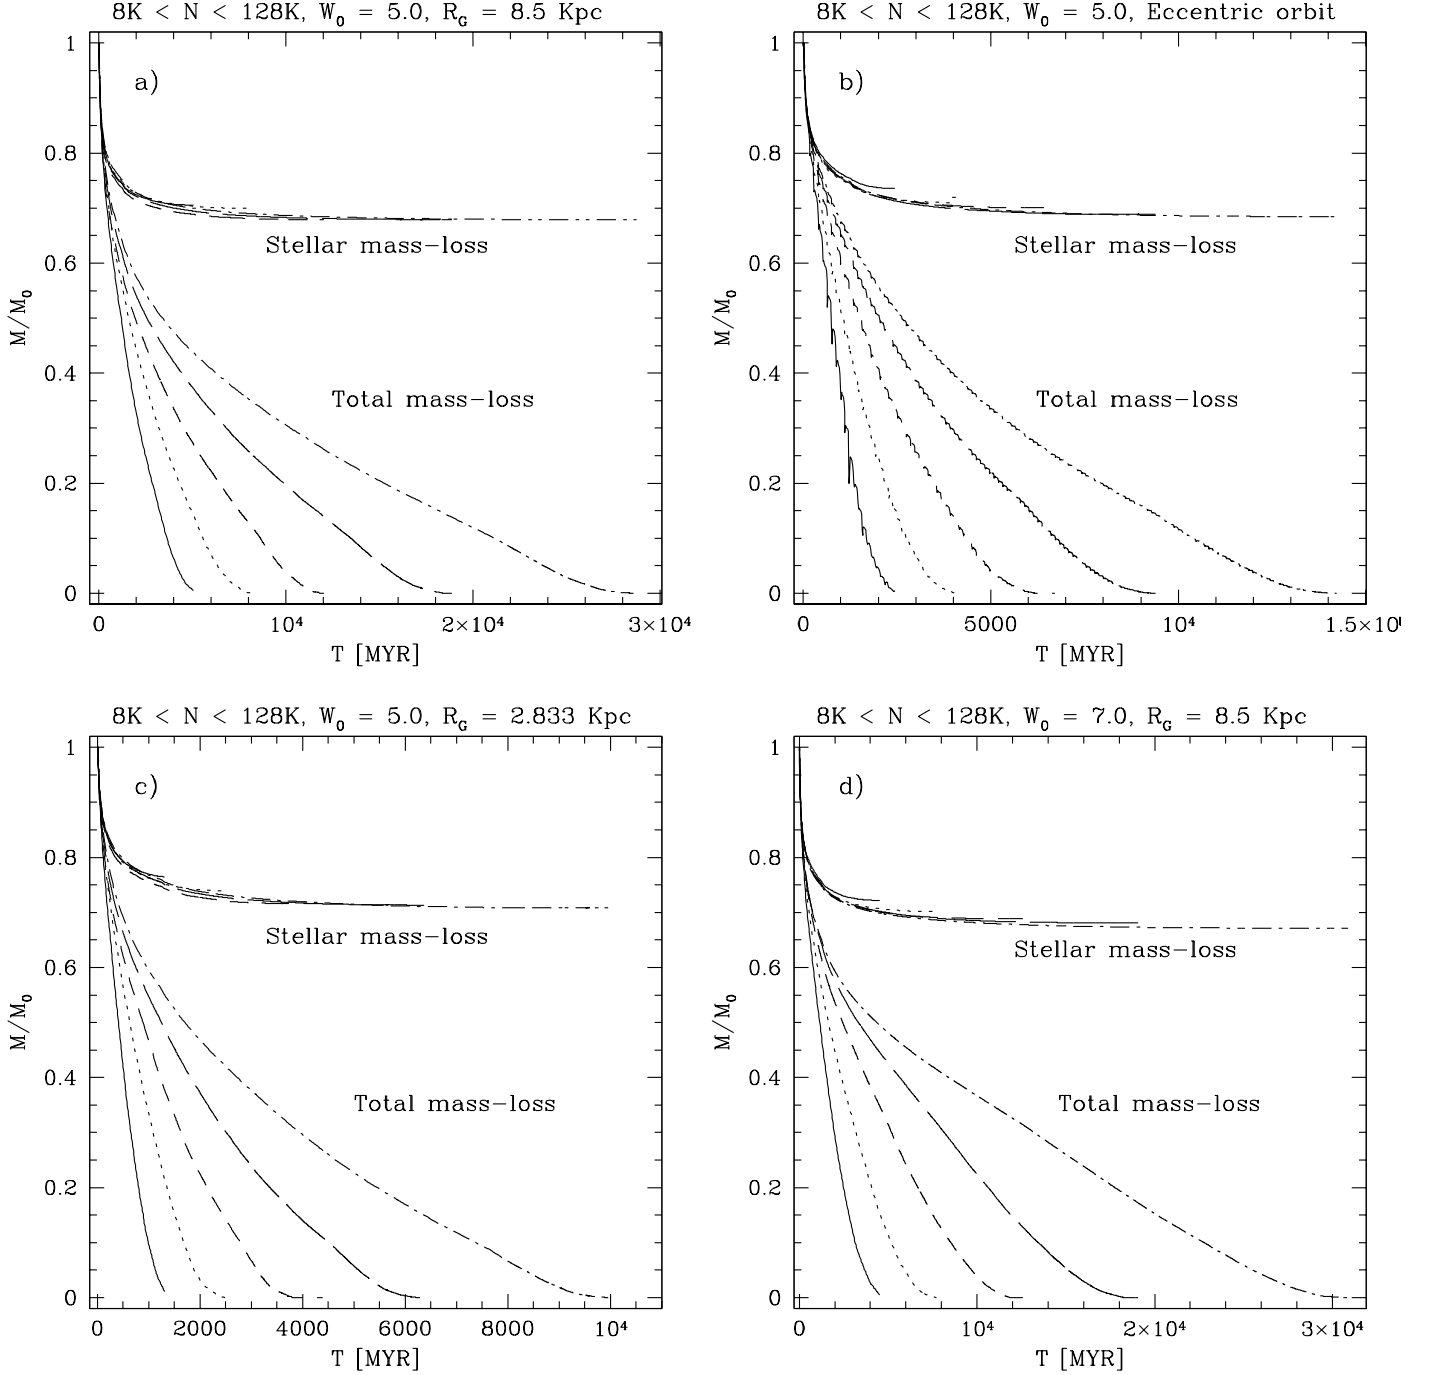 8K < N < 128K, W₀ = 5.0, R_G = 8.5 Kpc
a)
1
0.8
0.6
0.4
0.2
0
M/M₀
Stellar mass-loss
Total mass-loss
0 10⁴ 2×10⁴ 3×10⁴
T [MYR]
8K < N < 128K, W₀ = 5.0, Eccentric orbit
b)
1
0.8
0.6
0.4
0.2
0
M/M₀
Stellar mass-loss
Total mass-loss
0 5000 10⁴ 1.5×10
T [MYR]
8K < N < 128K, W₀ = 5.0, R_G = 2.833 Kpc
c)
1
0.8
0.6
0.4
0.2
0
M/M₀
Stellar mass-loss
Total mass-loss
0 2000 4000 6000 8000 10⁴
T [MYR]
8K < N < 128K, W₀ = 7.0, R_G = 8.5 Kpc
d)
1
0.8
0.6
0.4
0.2
0
M/M₀
Stellar mass-loss
Total mass-loss
0 10⁴ 2×10⁴ 3×10⁴
T [MYR]